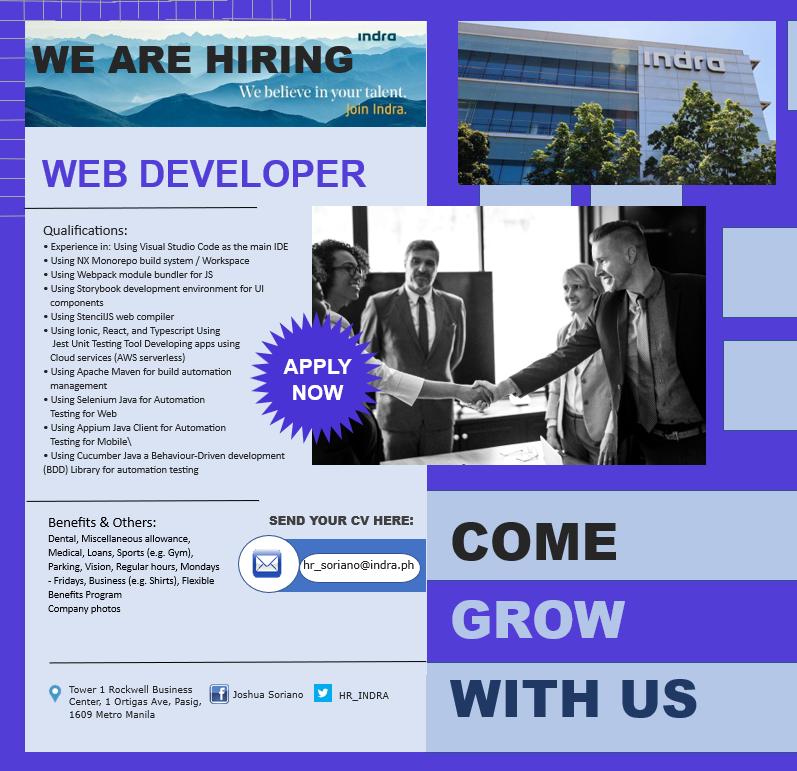 indra
WE ARE HIRING
We believe in your talent.
Join Indra.
indra
WEB DEVELOPER
Qualifications:
• Experience in: Using Visual Studio Code as the main IDE
• Using NX Monorepo build system / Workspace
• Using Webpack module bundler for JS
• Using Storybook development environment for UI
components
• Using StencilJS web compiler
• Using Ionic, React, and Typescript Using
Jest Unit Testing Tool Developing apps using
Cloud services (AWS serverless)
• Using Apache Maven for build automation
management
• Using Selenium Java for Automation
Testing for Web
• Using Appium Java Client for Automation
Testing for Mobile\
• Using Cucumber Java a Behaviour-Driven development
(BDD) Library for automation testing
APPLY
NOW
Benefits & Others:
Dental, Miscellaneous allowance,
Medical, Loans, Sports (e.g. Gym),
Parking, Vision, Regular hours, Mondays
- Fridays, Business (e.g. Shirts), Flexible
Benefits Program
Company photos
SEND YOUR CV HERE:
hr_soriano@indra.ph
COME
GROW
WITH US
Tower 1 Rockwell Business
Center, 1 Ortigas Ave, Pasig,
1609 Metro Manila
Joshua Soriano
HR_INDRA